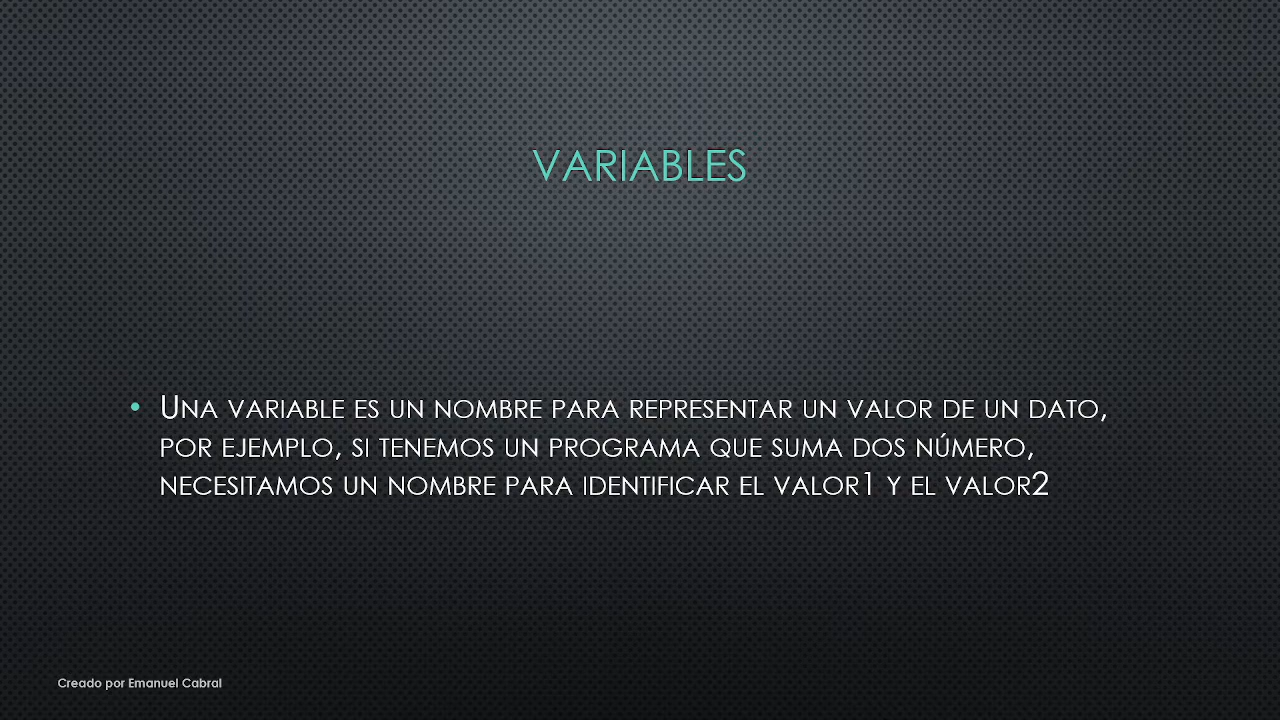 VARIABLES
• UNA VARIABLE ES UN NOMBRE PARA REPRESENTAR UN VALOR DE UN DATO,
POR EJEMPLO, SI TENEMOS UN PROGRAMA QUE SUMA DOS NÚMERO,
NECESITAMOS UN NOMBRE PARA IDENTIFICAR EL VALOR1 Y EL VALOR2
Creado por Emanuel Cabral